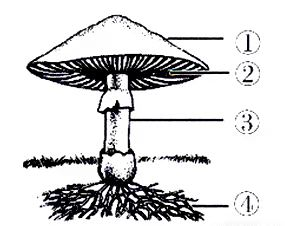 ①
②
③
④